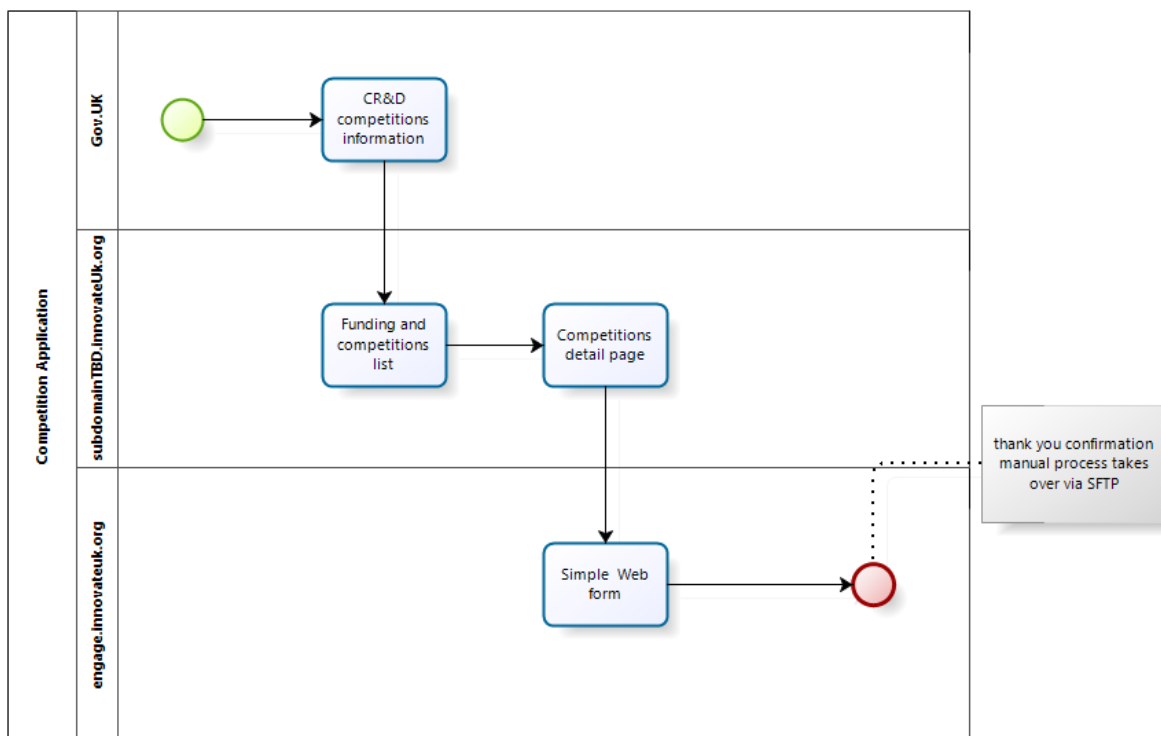 Competition Application
Gov.UK
CR&D
competitions
information
subdomainTBD.innovateUk.org
Funding and
competitions
list
Competitions
detail page
engage.innovateuk.org
Simple Web
form
thank you confirmation
manual process takes
over via SFTP